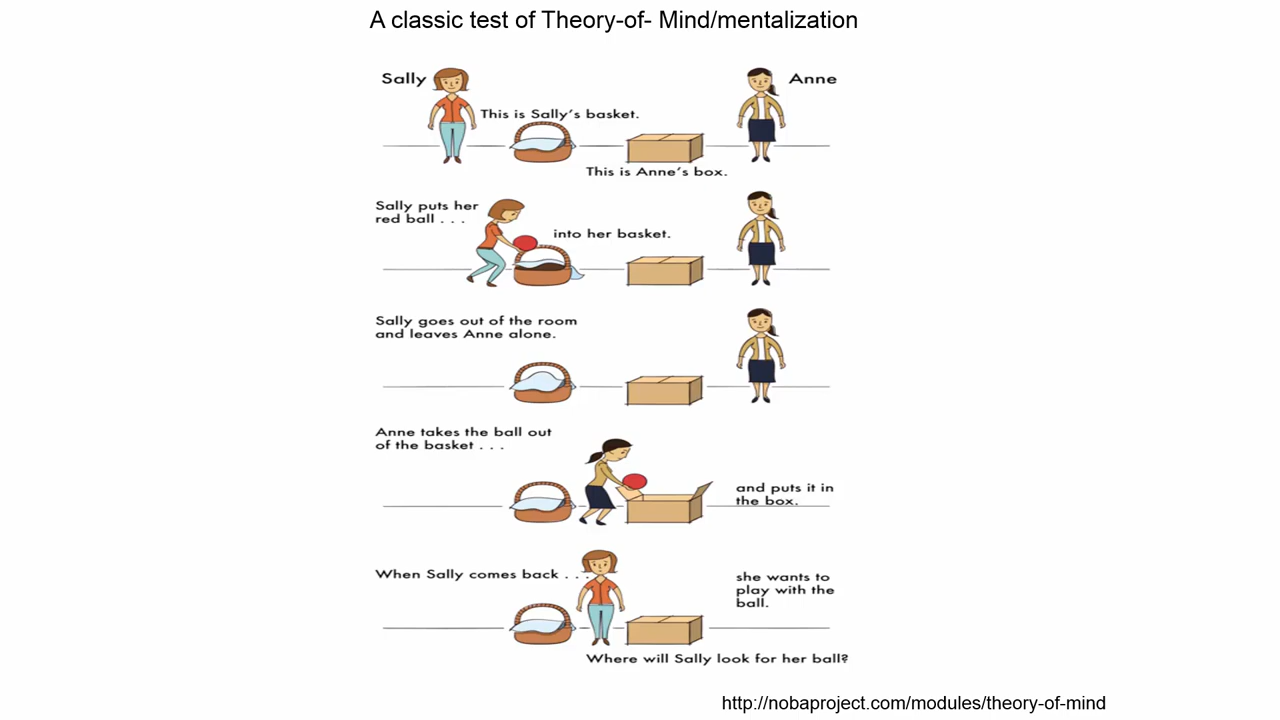 A classic test of Theory-of- Mind/mentalization
Sally
Anne
This is Sally's basket.
This is Anne's box.
Sally puts her
red ball . . .
into her basket.
Sally goes out of the room
and leaves Anne alone.
Anne takes the ball out
of the basket . . .
and puts it in
the box.
When Sally comes back . . .
she wants to
play with the
ball.
Where will Sally look for her ball?
http://nobaproject.com/modules/theory-of-mind